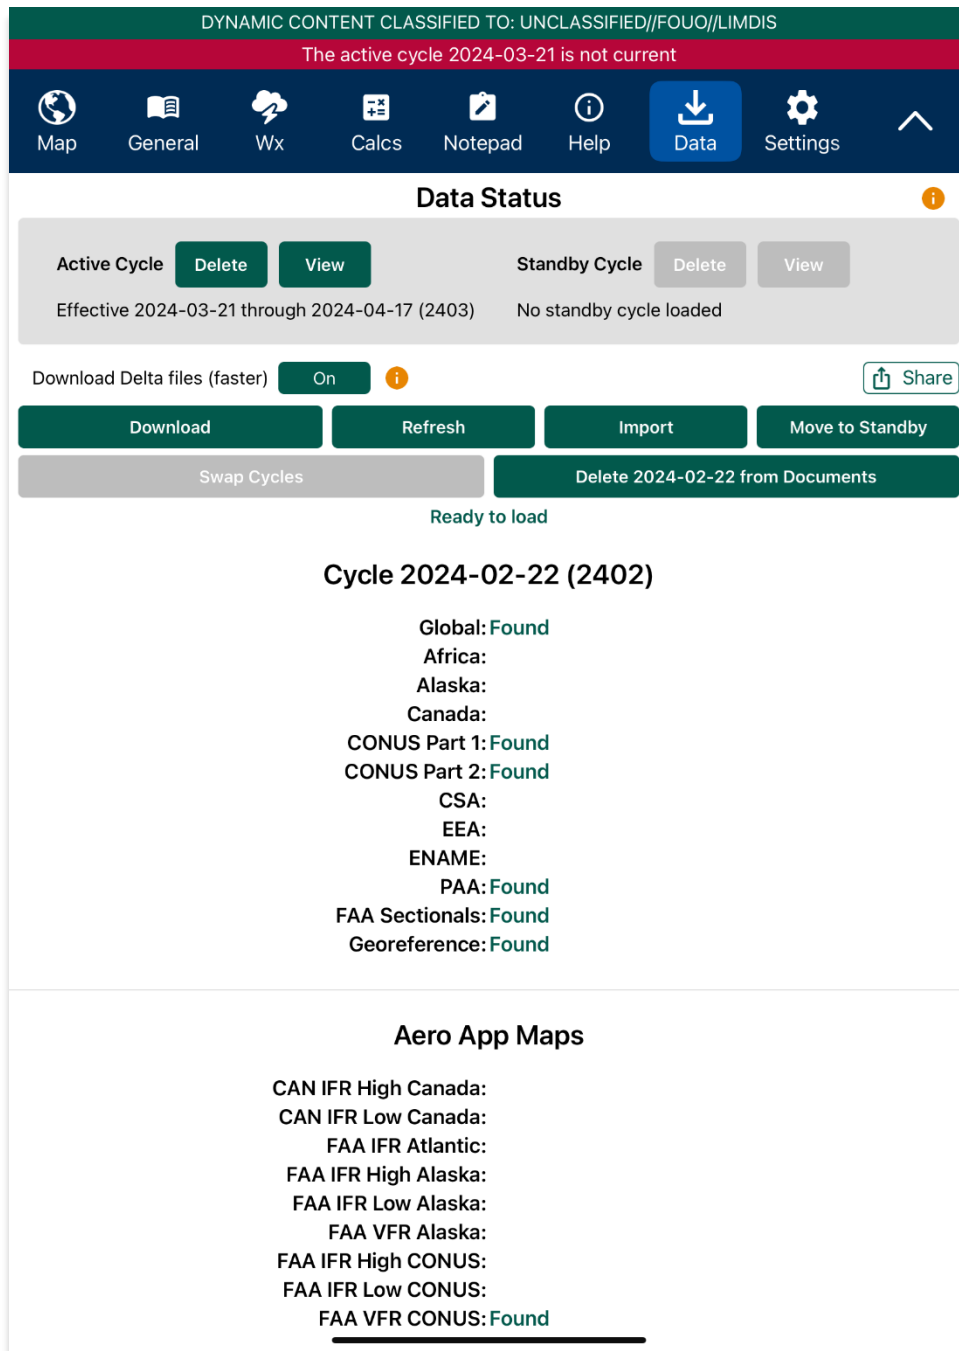 DYNAMIC CONTENT CLASSIFIED TO: UNCLASSIFIED//FOUO//LIMDIS
The active cycle 2024-03-21 is not current
Map General Wx Calcs Notepad Help Data Settings
Data Status
Active Cycle Delete View Standby Cycle Delete View
Effective 2024-03-21 through 2024-04-17 (2403) No standby cycle loaded
Download Delta files (faster) On Share
Download Refresh Import Move to Standby
Swap Cycles Delete 2024-02-22 from Documents
Ready to load
Cycle 2024-02-22 (2402)
Global: Found
Africa:
Alaska:
Canada:
CONUS Part 1: Found
CONUS Part 2: Found
CSA:
EEA:
ENAME:
PAA: Found
FAA Sectionals: Found
Georeference: Found
Aero App Maps
CAN IFR High Canada:
CAN IFR Low Canada:
FAA IFR Atlantic:
FAA IFR High Alaska:
FAA IFR Low Alaska:
FAA VFR Alaska:
FAA IFR High CONUS:
FAA IFR Low CONUS:
FAA VFR CONUS: Found